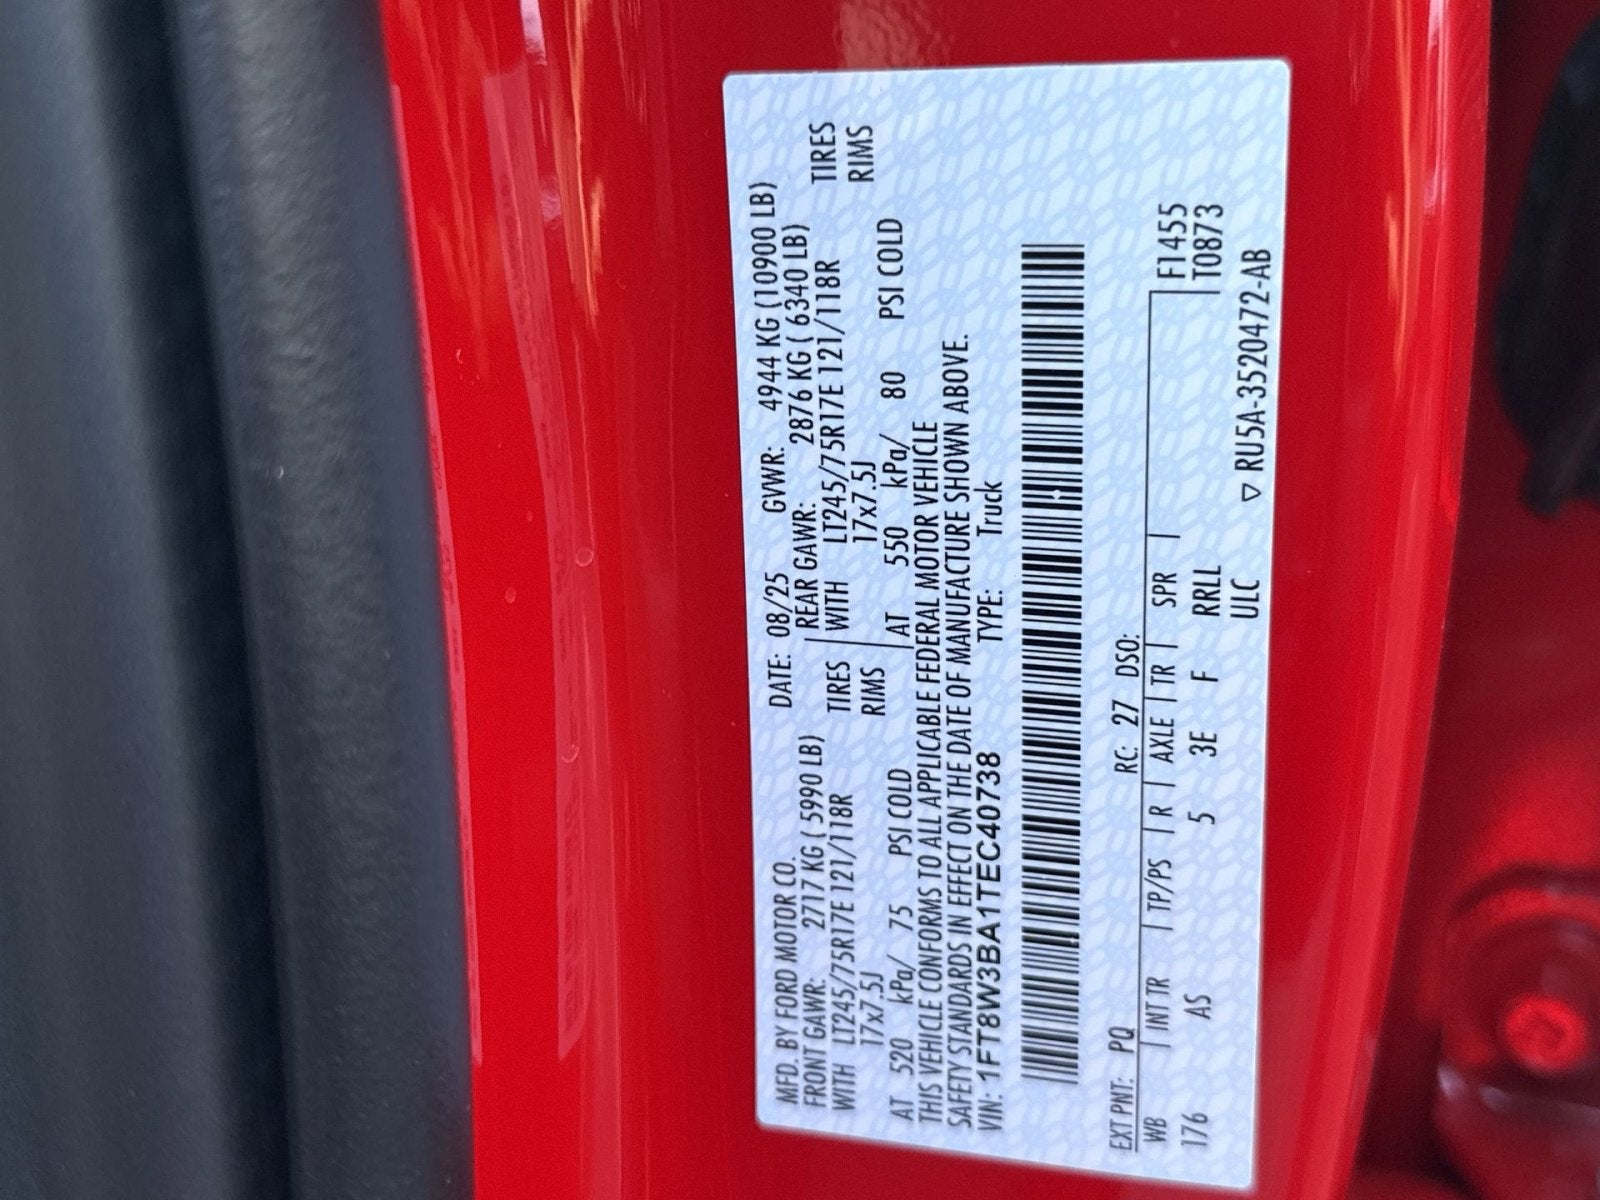 MFD. BY FORD MOTOR CO. DATE: 08/25 GVWR: 4944 KG (10900 LB)
FRONT GAWR: 2717 KG ( 5990 LB) REAR GAWR: 2876 KG ( 6340 LB)
WITH LT245/75R17E 121/118R TIRES WITH LT245/75R17E 121/118R TIRES
17x7.5J RIMS 17x7.5J RIMS
AT 520 kPa/ 75 PSI COLD AT 550 kPa/ 80 PSI COLD
THIS VEHICLE CONFORMS TO ALL APPLICABLE FEDERAL MOTOR VEHICLE
SAFETY STANDARDS IN EFFECT ON THE DATE OF MANUFACTURE SHOWN ABOVE.
VIN: 1FT8W3BA1TEC40738 TYPE: Truck
EXT PNT: PQ RC: 27 DSO:
WB INT TR TP/PS R AXLE TR SPR F1455
176 AS 5 3E F RRLL T0873
ULC ▽ RU5A-3520472-AB